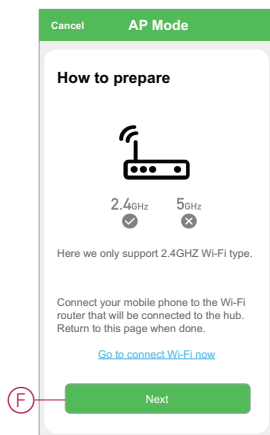 Cancel AP Mode
How to prepare
2.4GHz 5GHz
Here we only support 2.4GHZ Wi-Fi type.
Connect your mobile phone to the Wi-Fi
router that will be connected to the hub.
Return to this page when done.
Go to connect Wi-Fi now
F Next